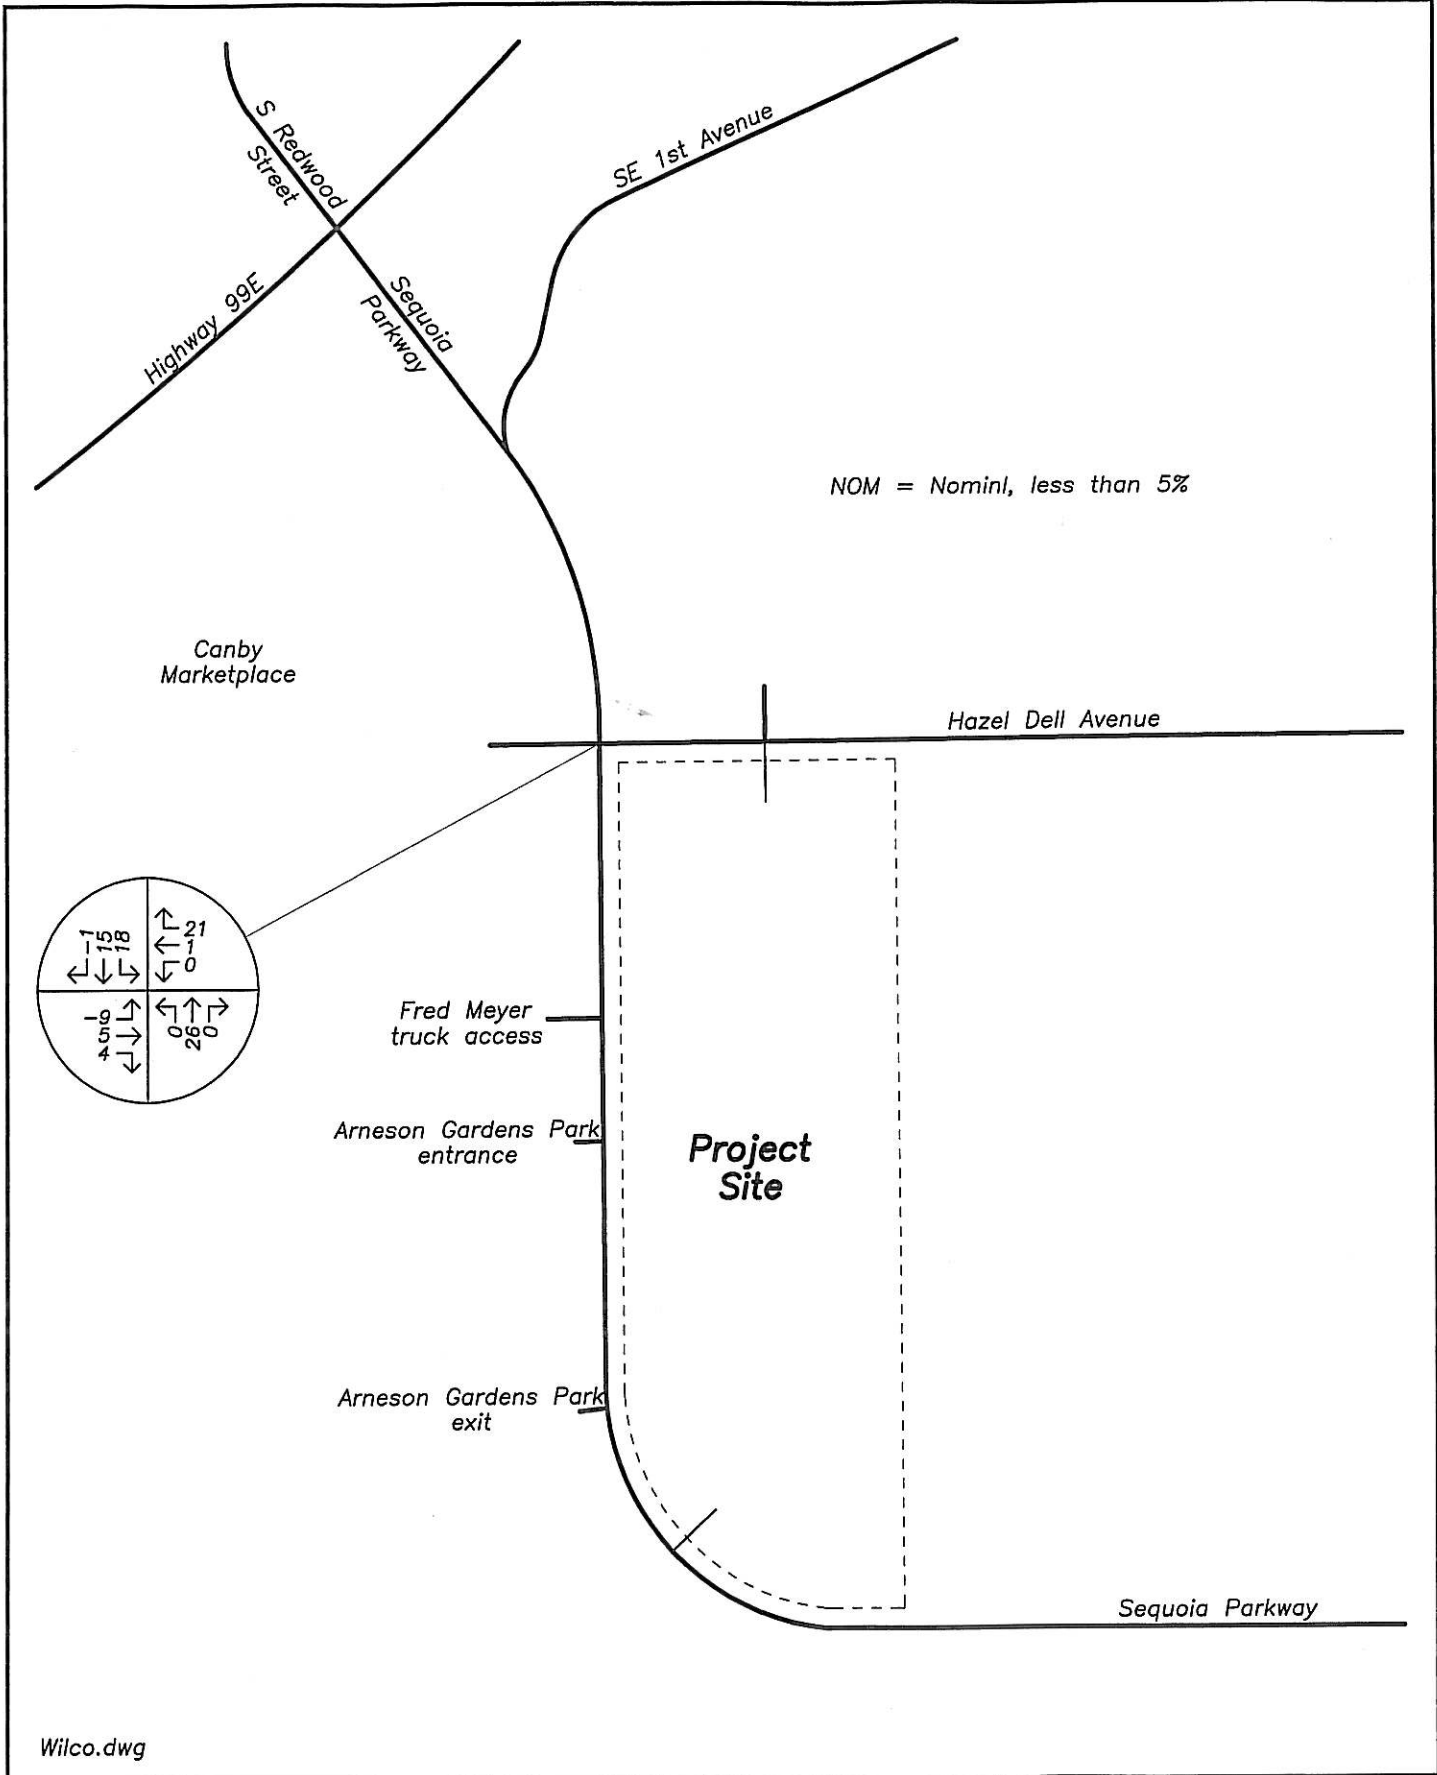 S Redwood
Street
SE 1st Avenue
Highway 99E
Sequoia
Parkway
NOM = Nominl, less than 5%
Canby
Marketplace
Hazel Dell Avenue
-1
15
18
21
1
0
-9
5
4
0
26
0
Fred Meyer
truck access
Arneson Gardens Park
entrance
Project
Site
Arneson Gardens Park
exit
Sequoia Parkway
Wilco.dwg